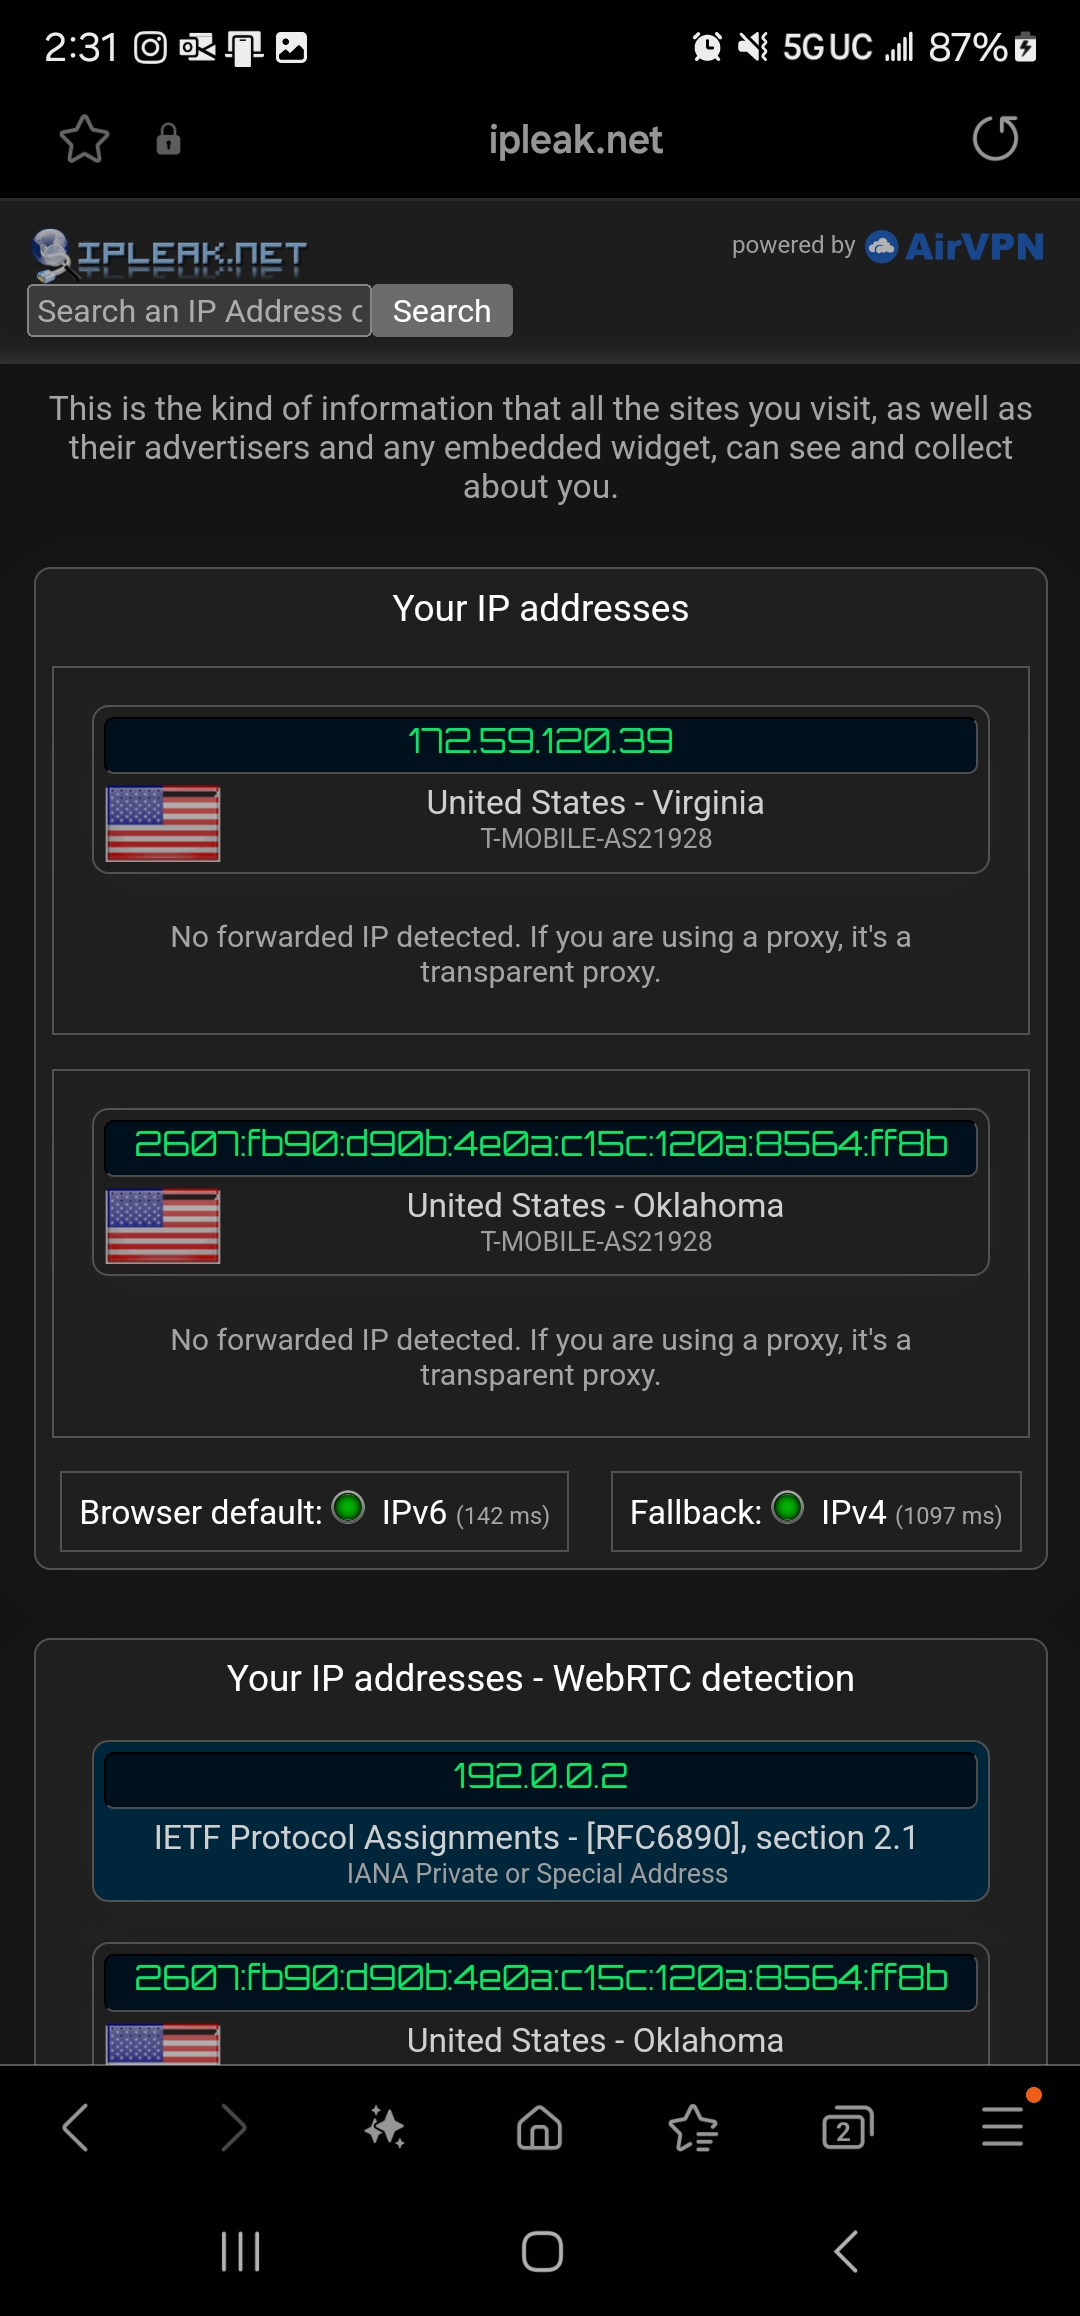 2:31 5G UC 87%
ipleak.net
IPLEAK.NET
powered by AirVPN
Search an IP Address o Search
This is the kind of information that all the sites you visit, as well as
their advertisers and any embedded widget, can see and collect
about you.
Your IP addresses
172.59.120.39
United States - Virginia
T-MOBILE-AS21928
No forwarded IP detected. If you are using a proxy, it's a
transparent proxy.
2607:fb90:d90b:4e0a:c15c:120a:8564:ff8b
United States - Oklahoma
T-MOBILE-AS21928
No forwarded IP detected. If you are using a proxy, it's a
transparent proxy.
Browser default: IPv6 (142 ms) Fallback: IPv4 (1097 ms)
Your IP addresses - WebRTC detection
192.0.0.2
IETF Protocol Assignments - [RFC6890], section 2.1
IANA Private or Special Address
2607:fb90:d90b:4e0a:c15c:120a:8564:ff8b
United States - Oklahoma
2